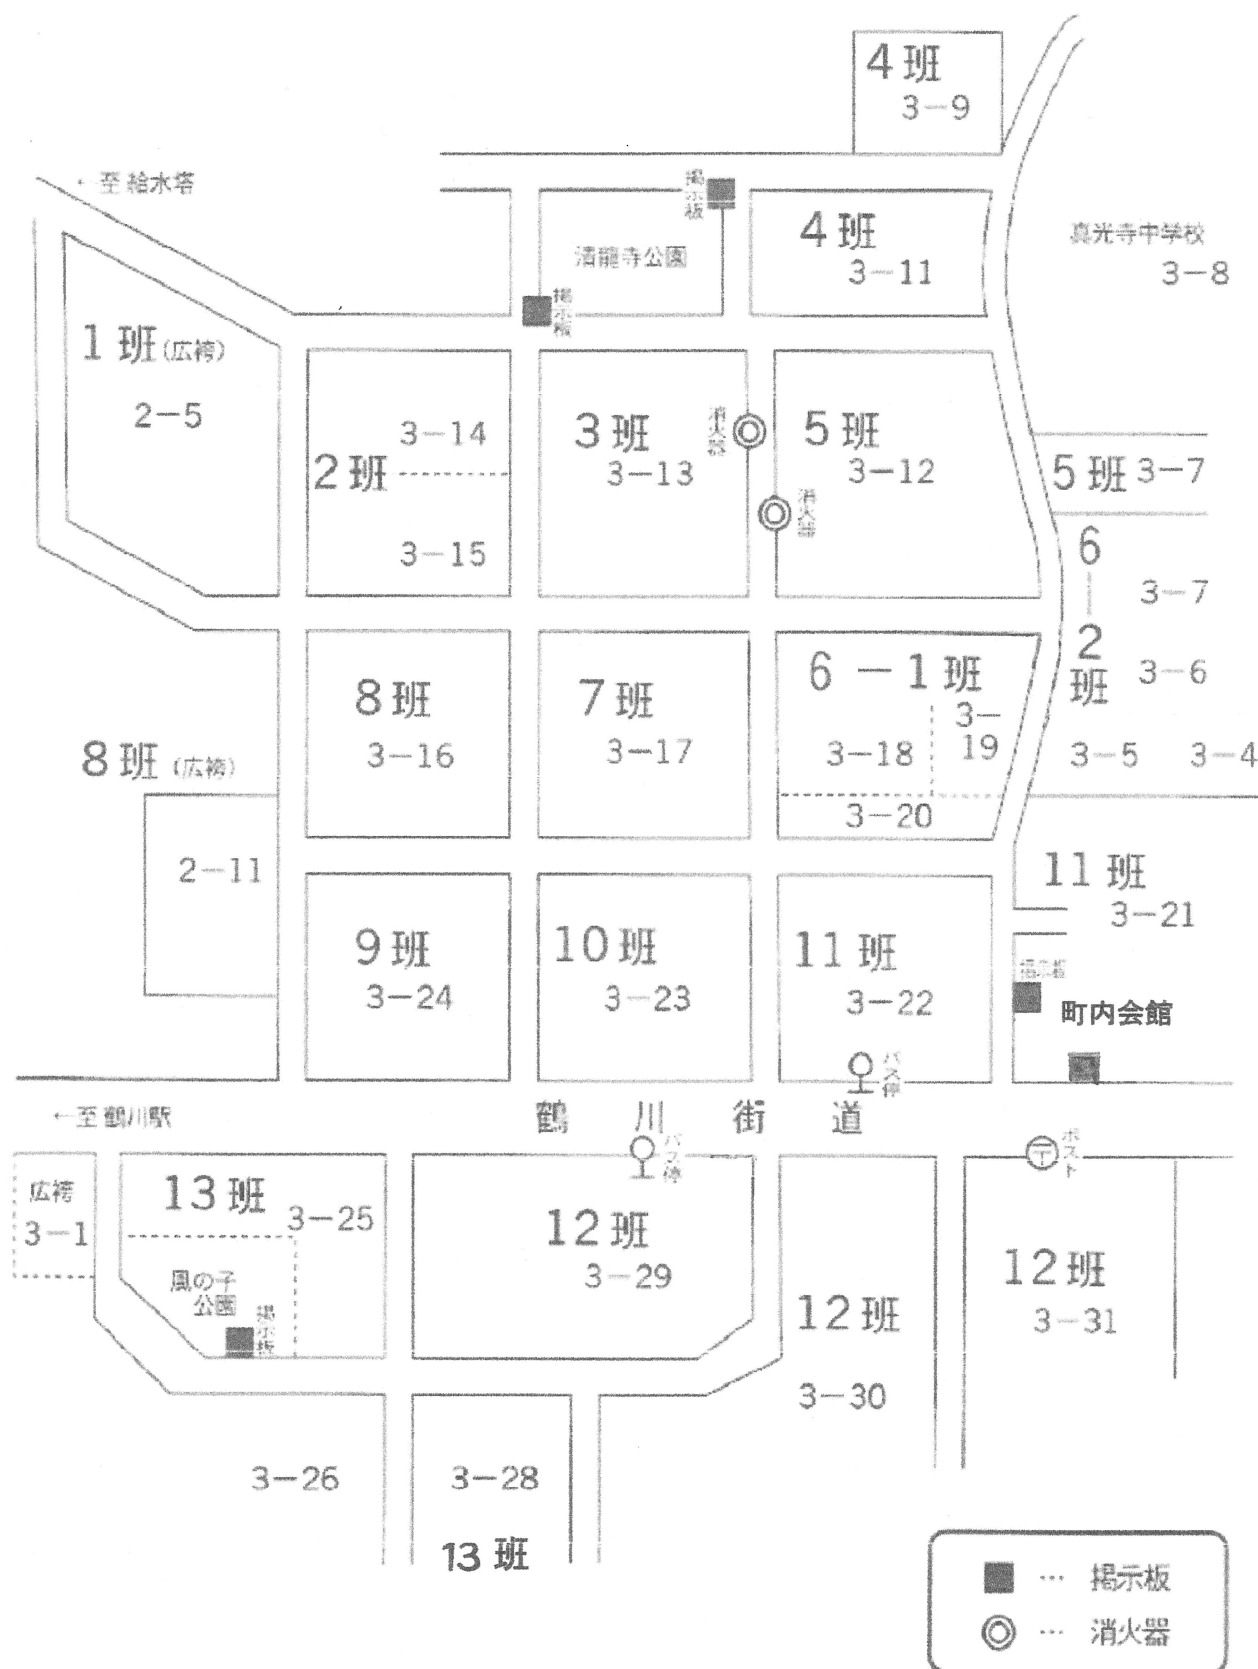 4班
3-9
←至 給水塔
掲示板
4班
3-11
清龍寺公園
真光寺中学校
3-8
掲示板
1班(広袴)
2-5
3-14
2班
3-15
3班
3-13
消火器
5班
3-12
消火器
5班 3-7
6-2班
3-7
3-6
3-5
3-4
8班
3-16
7班
3-17
6-1班
3-18
3-19
3-20
8班(広袴)
2-11
9班
3-24
10班
3-23
11班
3-22
11班
3-21
掲示板
町内会館
バス停
←至 鶴川駅
鶴川街道
バス停
ポスト
広袴
3-1
13班
3-25
風の子公園
掲示板
12班
3-29
12班
3-30
12班
3-31
3-26
3-28
13班
■ … 掲示板
◎ … 消火器